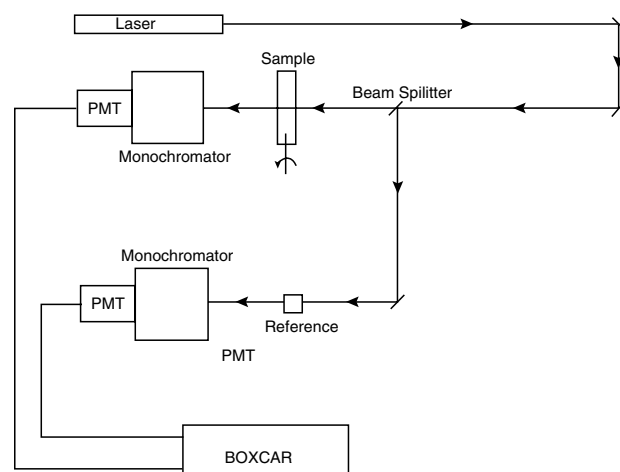 Laser
Sample
Beam Spilitter
PMT
Monochromator
Monochromator
PMT
Reference
PMT
BOXCAR